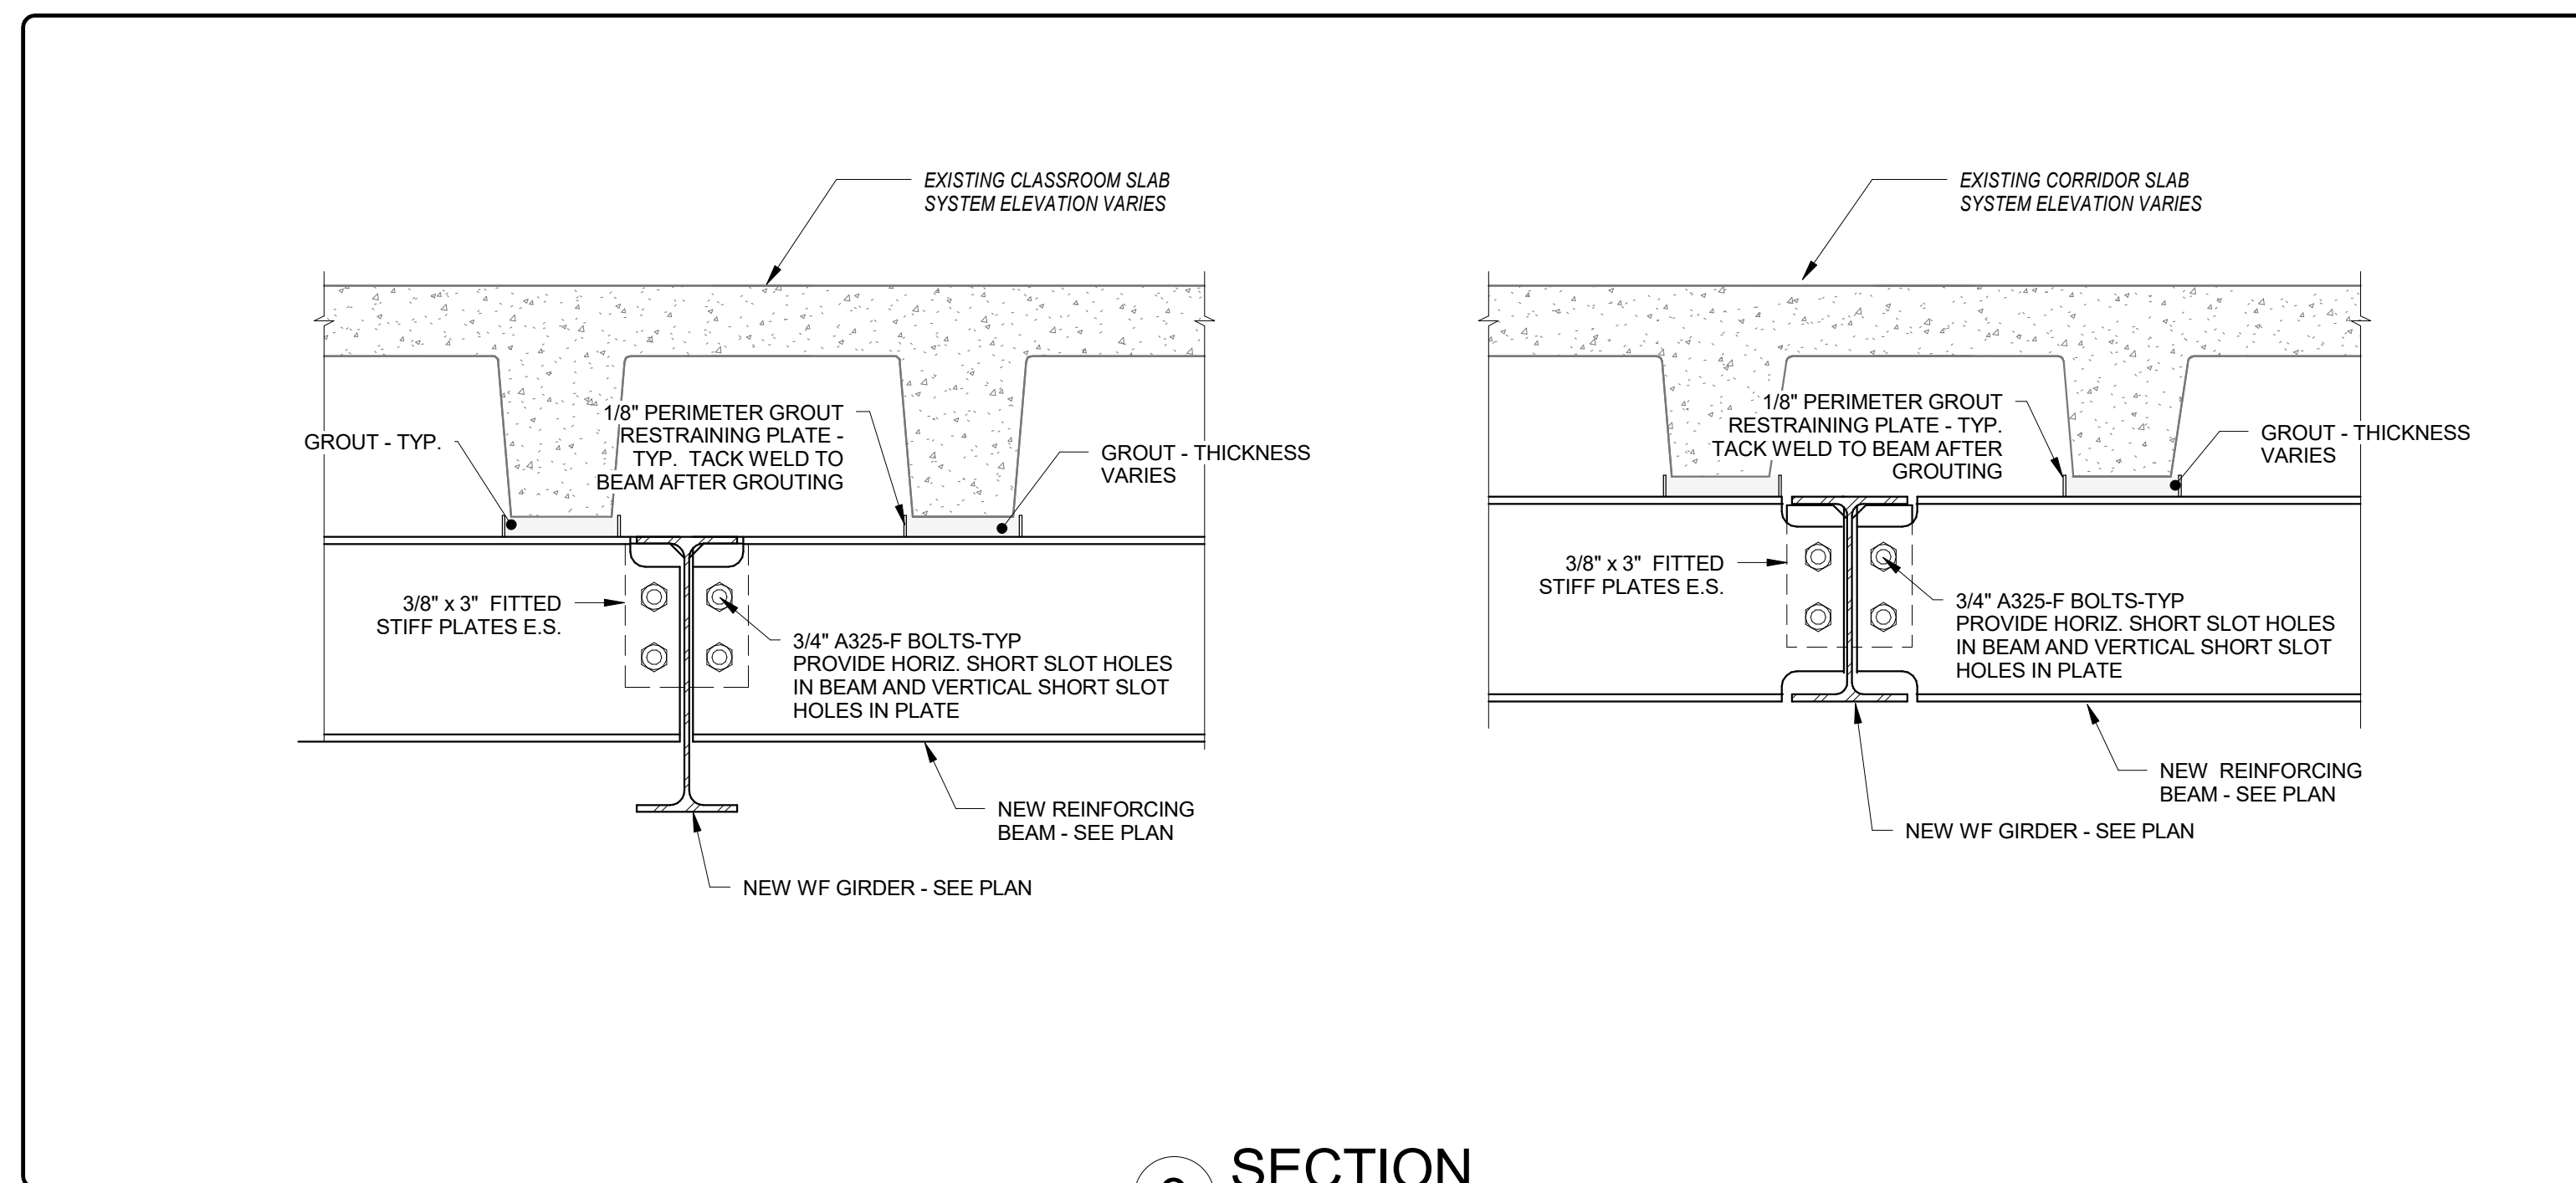 EXISTING CLASSROOM SLAB
SYSTEM ELEVATION VARIES
GROUT - TYP.
1/8" PERIMETER GROUT
RESTRAINING PLATE -
TYP. TACK WELD TO
BEAM AFTER GROUTING
GROUT - THICKNESS
VARIES
3/8" x 3" FITTED
STIFF PLATES E.S.
3/4" A325-F BOLTS-TYP
PROVIDE HORIZ. SHORT SLOT HOLES
IN BEAM AND VERTICAL SHORT SLOT
HOLES IN PLATE
NEW REINFORCING
BEAM - SEE PLAN
NEW WF GIRDER - SEE PLAN
EXISTING CORRIDOR SLAB
SYSTEM ELEVATION VARIES
1/8" PERIMETER GROUT
RESTRAINING PLATE - TYP.
TACK WELD TO BEAM AFTER
GROUTING
GROUT - THICKNESS
VARIES
3/8" x 3" FITTED
STIFF PLATES E.S.
3/4" A325-F BOLTS-TYP
PROVIDE HORIZ. SHORT SLOT HOLES
IN BEAM AND VERTICAL SHORT SLOT
HOLES IN PLATE
NEW REINFORCING
BEAM - SEE PLAN
NEW WF GIRDER - SEE PLAN
SECTION